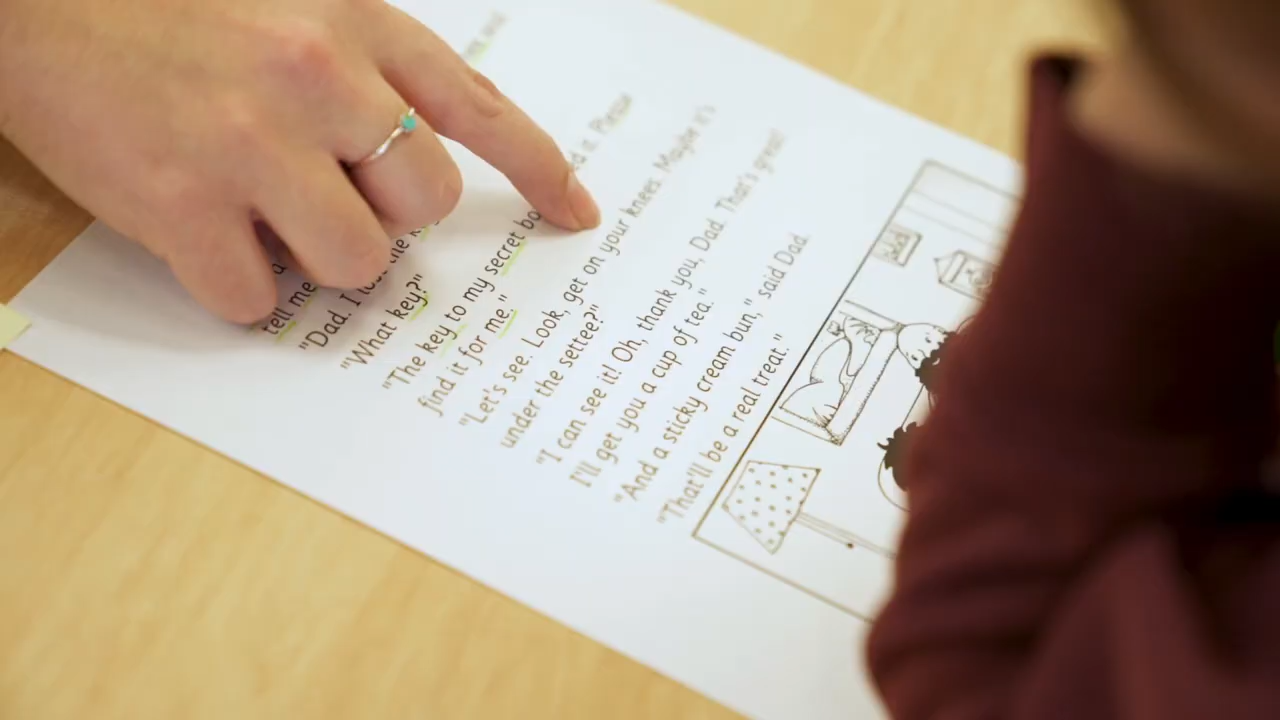 tell me
"Dad. I lost the
"What key?"
"The key to my secret bo d it. Please
find it for me."
"Let's see. Look, get on your knees. Maybe it's
under the settee?"
"I can see it! Oh, thank you, Dad. That's great!
I'll get you a cup of tea."
"And a sticky cream bun," said Dad.
"That'll be a real treat."